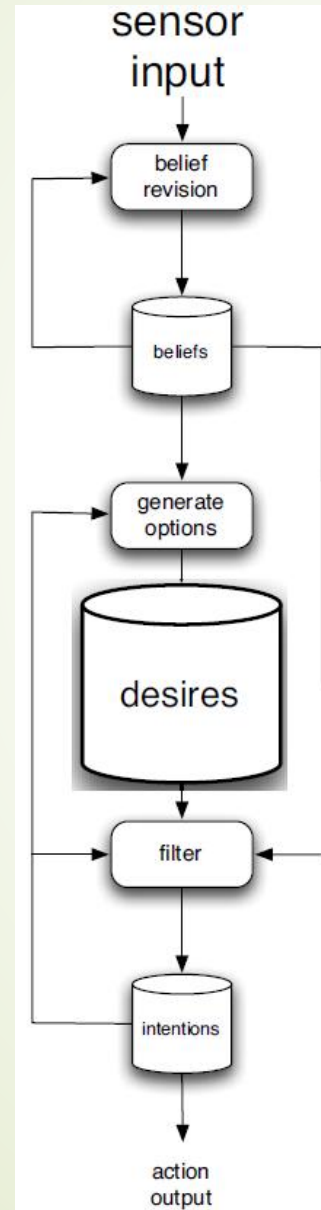 sensor
input
belief
revision
beliefs
generate
options
desires
filter
intentions
action
output